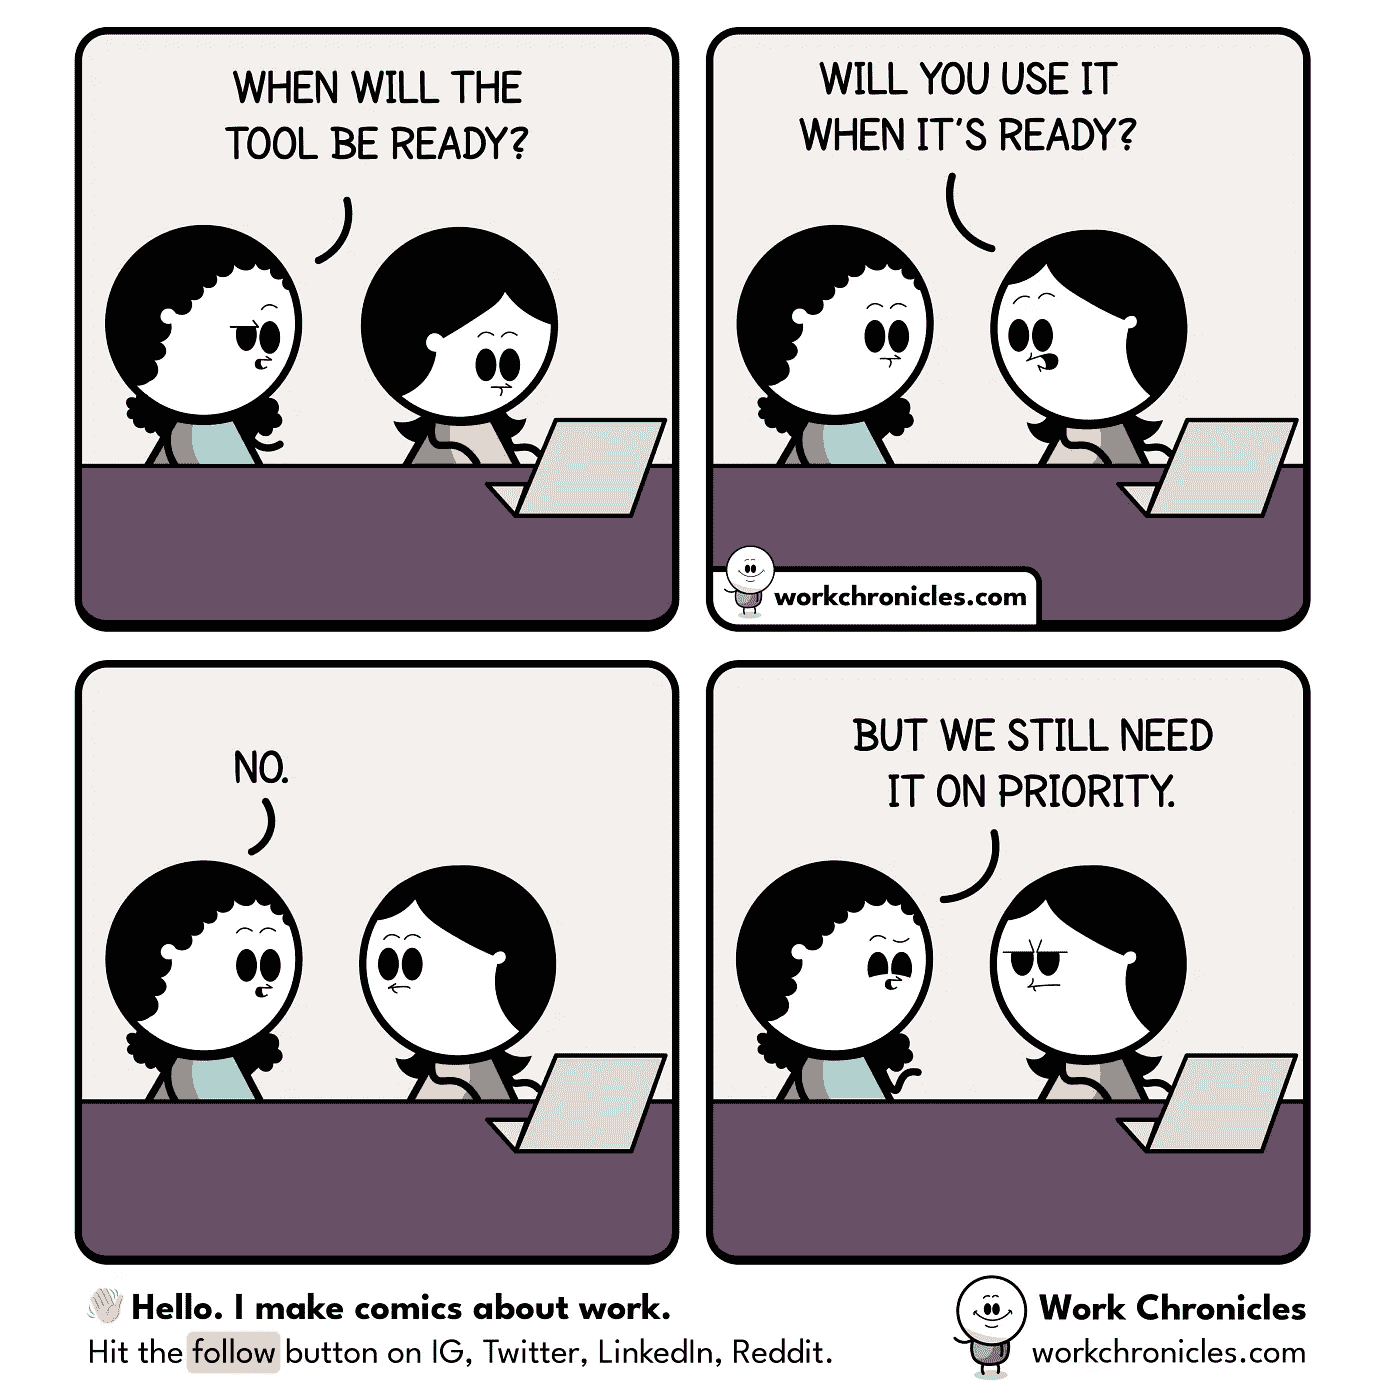 WHEN WILL THE
TOOL BE READY?
WILL YOU USE IT
WHEN IT'S READY?
workchronicles.com
NO.
BUT WE STILL NEED
IT ON PRIORITY.
Hello. I make comics about work.
Hit the follow button on IG, Twitter, LinkedIn, Reddit.
Work Chronicles
workchronicles.com